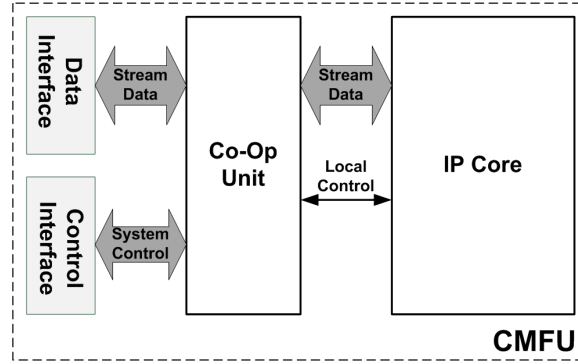 Data
Interface
Stream
Data
Co-Op
Unit
Stream
Data
Local
Control
IP Core
Control
Interface
System
Control
CMFU